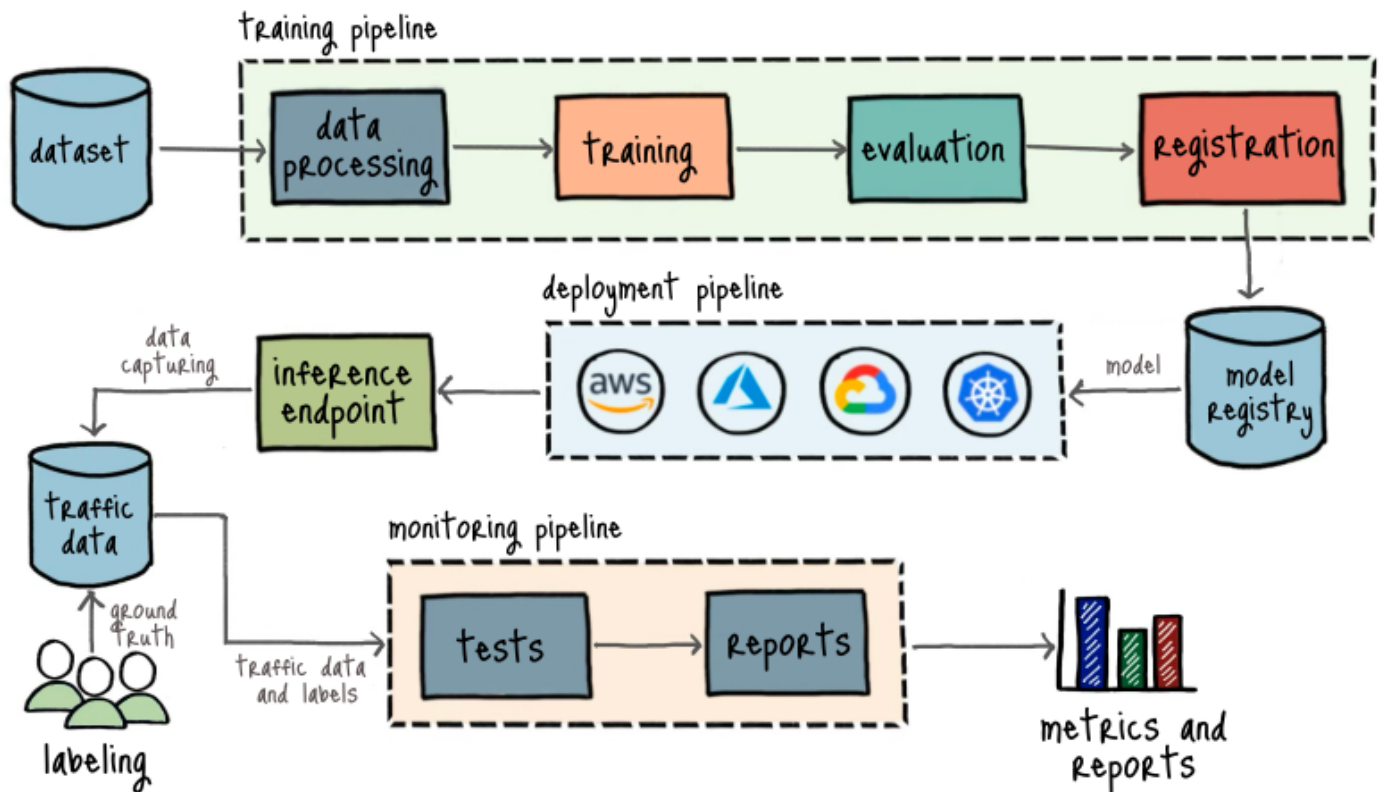 training pipeline
dataset
data
processing
training
evaluation
registration
deployment pipeline
data
capturing
inference
endpoint
aws
model
model
registry
traffic
data
monitoring pipeline
ground
truth
tests
reports
traffic data
and labels
labeling
metrics and
reports